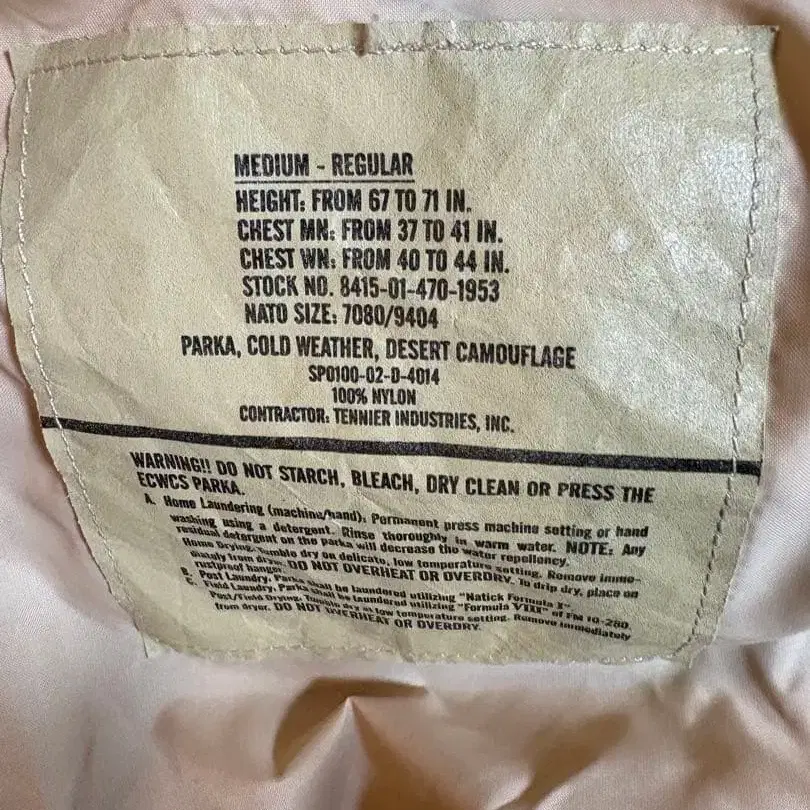 MEDIUM - REGULAR
HEIGHT: FROM 67 TO 71 IN.
CHEST MN: FROM 37 TO 41 IN.
CHEST WN: FROM 40 TO 44 IN.
STOCK NO. 8415-01-470-1953
NATO SIZE: 7080/9404
PARKA, COLD WEATHER, DESERT CAMOUFLAGE
SP0100-02-D-4014
100% NYLON
CONTRACTOR: TENNIER INDUSTRIES, INC.
WARNING!! DO NOT STARCH, BLEACH, DRY CLEAN OR PRESS THE
ECWCS PARKA.
A. Home Laundering (machine/hand), Permanent press machine setting or hand
washing using a detergent. Rinse thoroughly in warm water. NOTE: Any
residual detergent on the parka will decrease the water repellency.
Home Drying, Tumble dry on delicate, low temperature setting. Remove imme-
diately from dryer. DO NOT OVERHEAT OR OVERDRY. To drip dry, place on
rustproof hanger.
B. Post Laundry, Parka shall be laundered utilizing "Natick Formula I"
C. Field Laundry, Parka shall be laundered utilizing "Formula VIII" of FM 10-280
Post/Field Drying, Tumble dry at low temperature setting. Remove immediately
from dryer. DO NOT OVERHEAT OR OVERDRY.